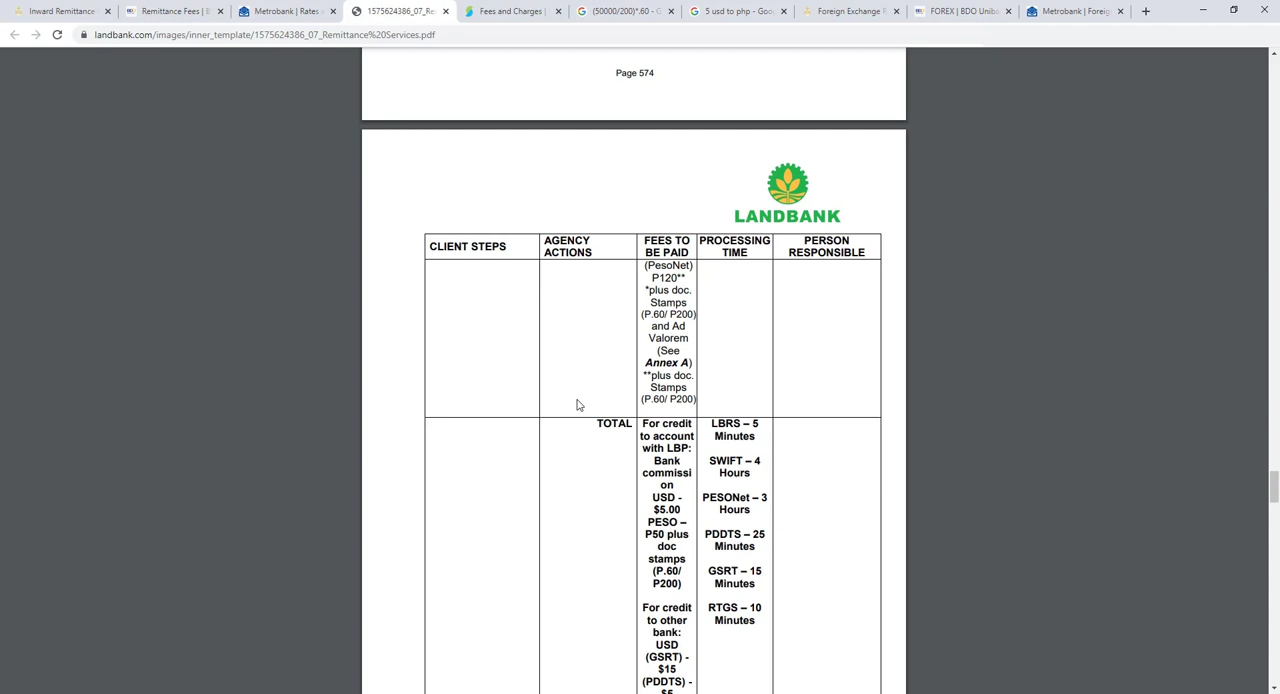 Inward Remittance
Remittance Fees | B
Metrobank | Rates
1575624386_07_Re
Fees and Charges |
(50000/200)*.60 - G
5 usd to php - Goo
Foreign Exchange R
FOREX | BDO Uniba
Metrobank | Foreig
landbank.com/images/inner_template/1575624386_07_Remittance%20Services.pdf
Page 574
LANDBANK
CLIENT STEPS
AGENCY
ACTIONS
FEES TO
BE PAID
PROCESSING
TIME
PERSON
RESPONSIBLE
(PesoNet)
P120**
*plus doc.
Stamps
(P.60/ P200)
and Ad
Valorem
(See
Annex A)
**plus doc.
Stamps
(P.60/ P200)
TOTAL
For credit
to account
with LBP:
Bank
commissi
on
USD -
$5.00
PESO –
P50 plus
doc
stamps
(P.60/
P200)
For credit
to other
bank:
USD
(GSRT) -
$15
(PDDTS) -
$5
LBRS – 5
Minutes
SWIFT – 4
Hours
PESONet – 3
Hours
PDDTS – 25
Minutes
GSRT – 15
Minutes
RTGS – 10
Minutes